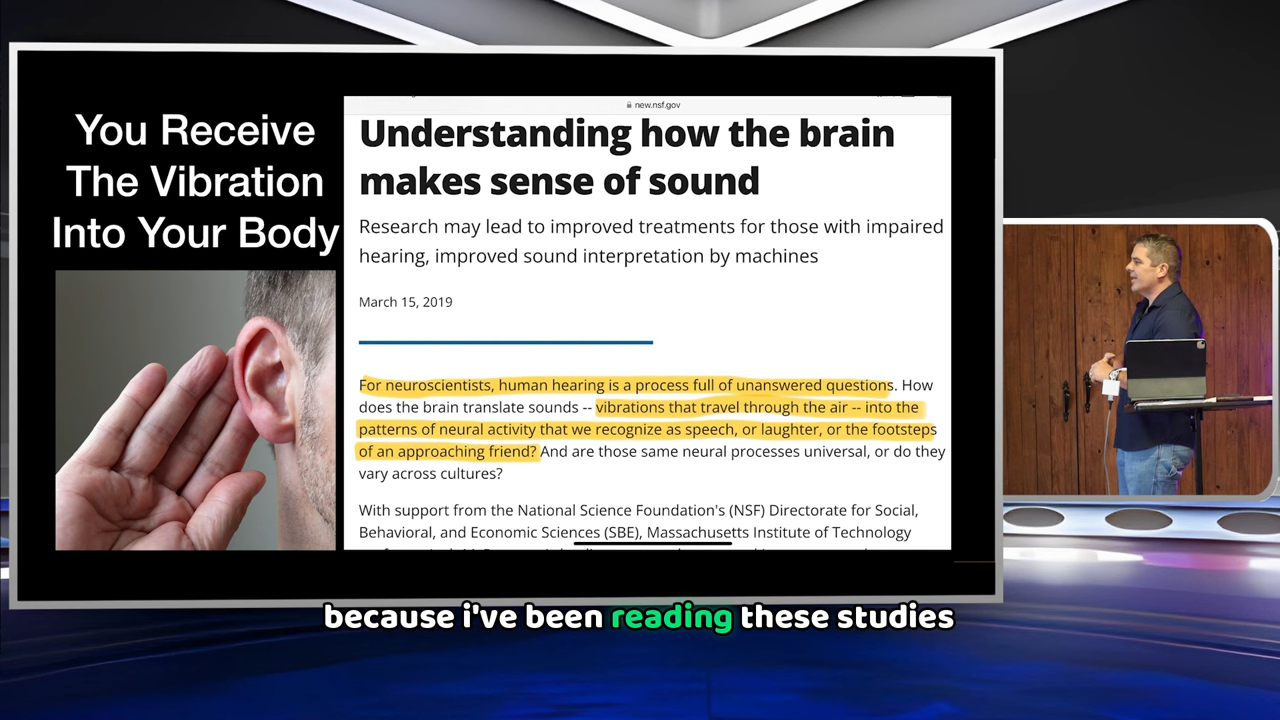 You Receive
The Vibration
Into Your Body
new.nsf.gov
Understanding how the brain
makes sense of sound
Research may lead to improved treatments for those with impaired
hearing, improved sound interpretation by machines
March 15, 2019
For neuroscientists, human hearing is a process full of unanswered questions. How
does the brain translate sounds -- vibrations that travel through the air -- into the
patterns of neural activity that we recognize as speech, or laughter, or the footsteps
of an approaching friend? And are those same neural processes universal, or do they
vary across cultures?
With support from the National Science Foundation's (NSF) Directorate for Social,
Behavioral, and Economic Sciences (SBE), Massachusetts Institute of Technology
because i've been reading these studies